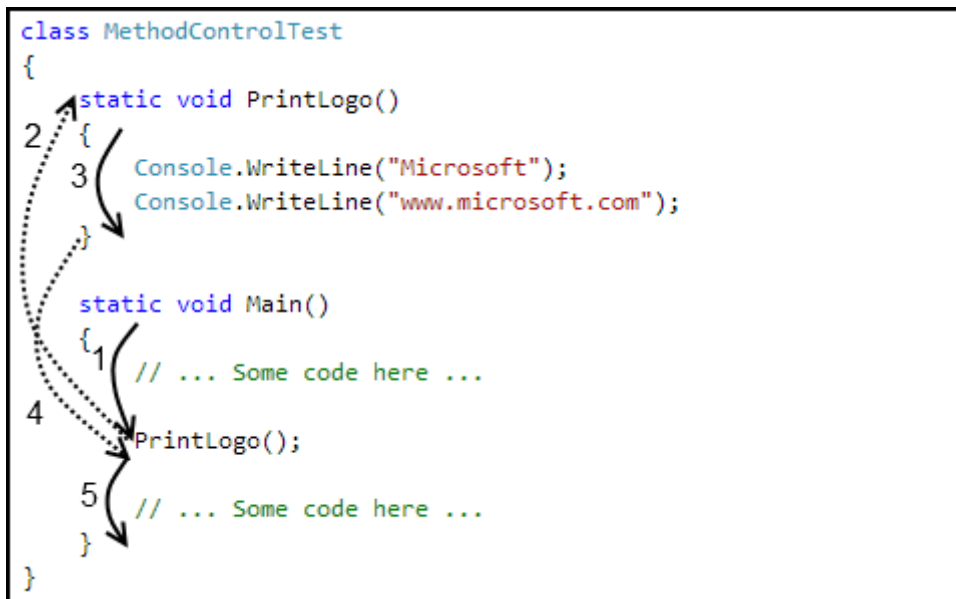 class MethodControlTest
{
static void PrintLogo()
2 {
3 Console.WriteLine("Microsoft");
Console.WriteLine("www.microsoft.com");
}
static void Main()
{
1 // ... Some code here ...
4 PrintLogo();
5 // ... Some code here ...
}
}